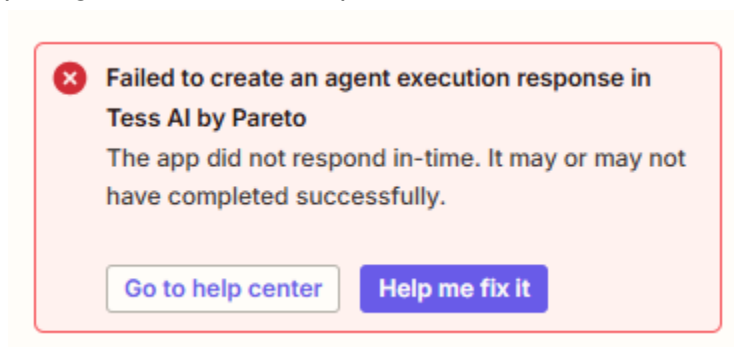 Failed to create an agent execution response in
Tess AI by Pareto
The app did not respond in-time. It may or may not
have completed successfully.
Go to help center
Help me fix it